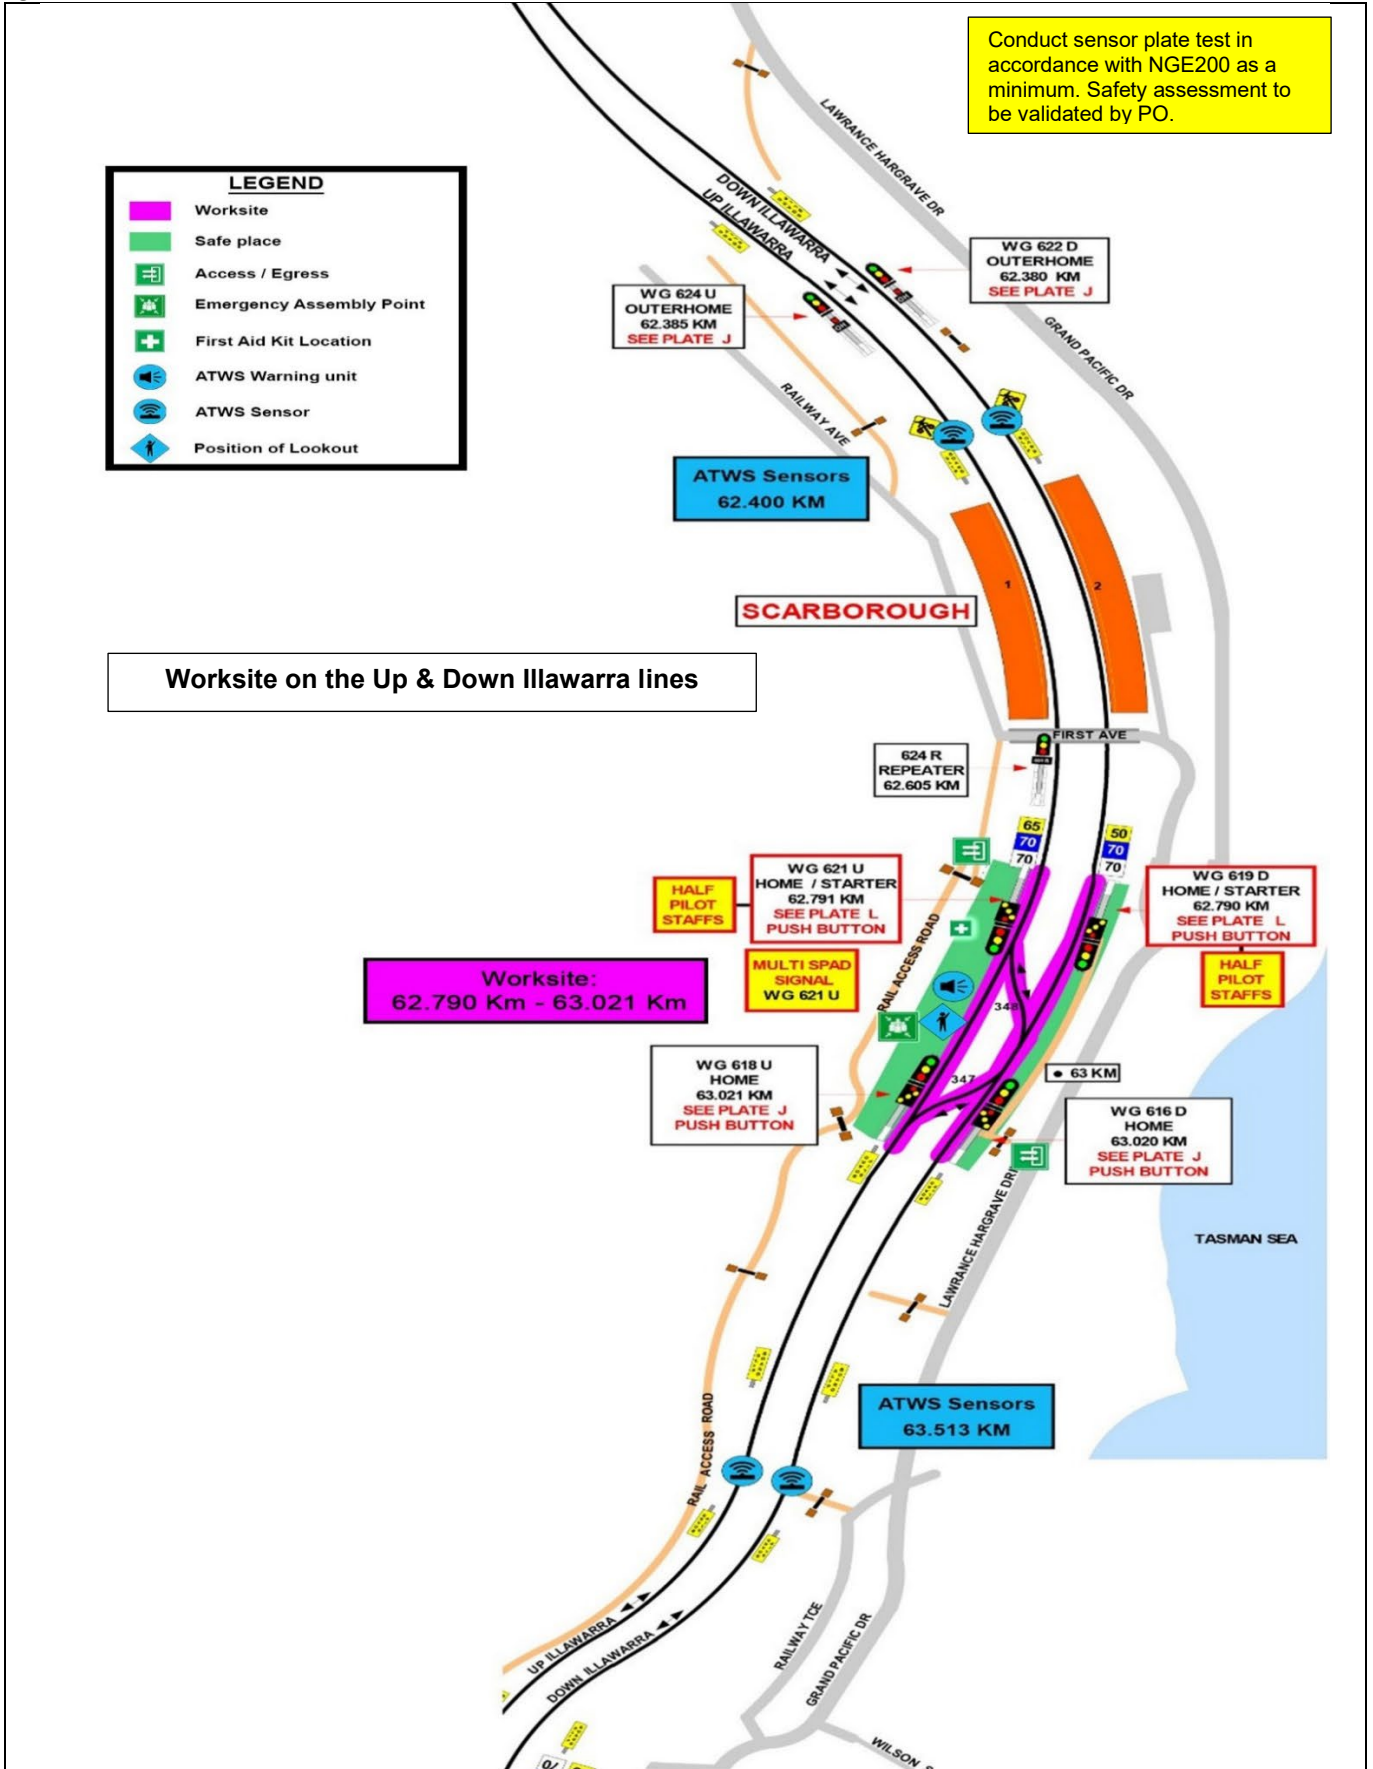 Conduct sensor plate test in
accordance with NGE200 as a
minimum. Safety assessment to
be validated by PO.
LAWRANCE HARGRAVE DR
LEGEND
Worksite
Safe place
Access / Egress
Emergency Assembly Point
First Aid Kit Location
ATWS Warning unit
ATWS Sensor
Position of Lookout
DOWN ILLAWARRA
UP ILLAWARRA
WG 622 D
OUTERHOME
62.380 KM
SEE PLATE J
WG 624 U
OUTERHOME
62.385 KM
SEE PLATE J
GRAND PACIFIC DR
RAILWAY AVE
ATWS Sensors
62.400 KM
1
2
SCARBOROUGH
Worksite on the Up & Down Illawarra lines
FIRST AVE
624 R
REPEATER
62.605 KM
65
70
70
50
70
70
HALF
PILOT
STAFFS
WG 621 U
HOME / STARTER
62.791 KM
SEE PLATE L
PUSH BUTTON
WG 619 D
HOME / STARTER
62.790 KM
SEE PLATE L
PUSH BUTTON
RAIL ACCESS ROAD
MULTI SPAD
SIGNAL
WG 621 U
HALF
PILOT
STAFFS
Worksite:
62.790 Km - 63.021 Km
348
347
63 KM
WG 618 U
HOME
63.021 KM
SEE PLATE J
PUSH BUTTON
WG 616 D
HOME
63.020 KM
SEE PLATE J
PUSH BUTTON
LAWRANCE HARGRAVE DRI
TASMAN SEA
ATWS Sensors
63.513 KM
RAIL ACCESS ROAD
UP ILLAWARRA
DOWN ILLAWARRA
RAILWAY TCE
GRAND PACIFIC DR
WILSON
70